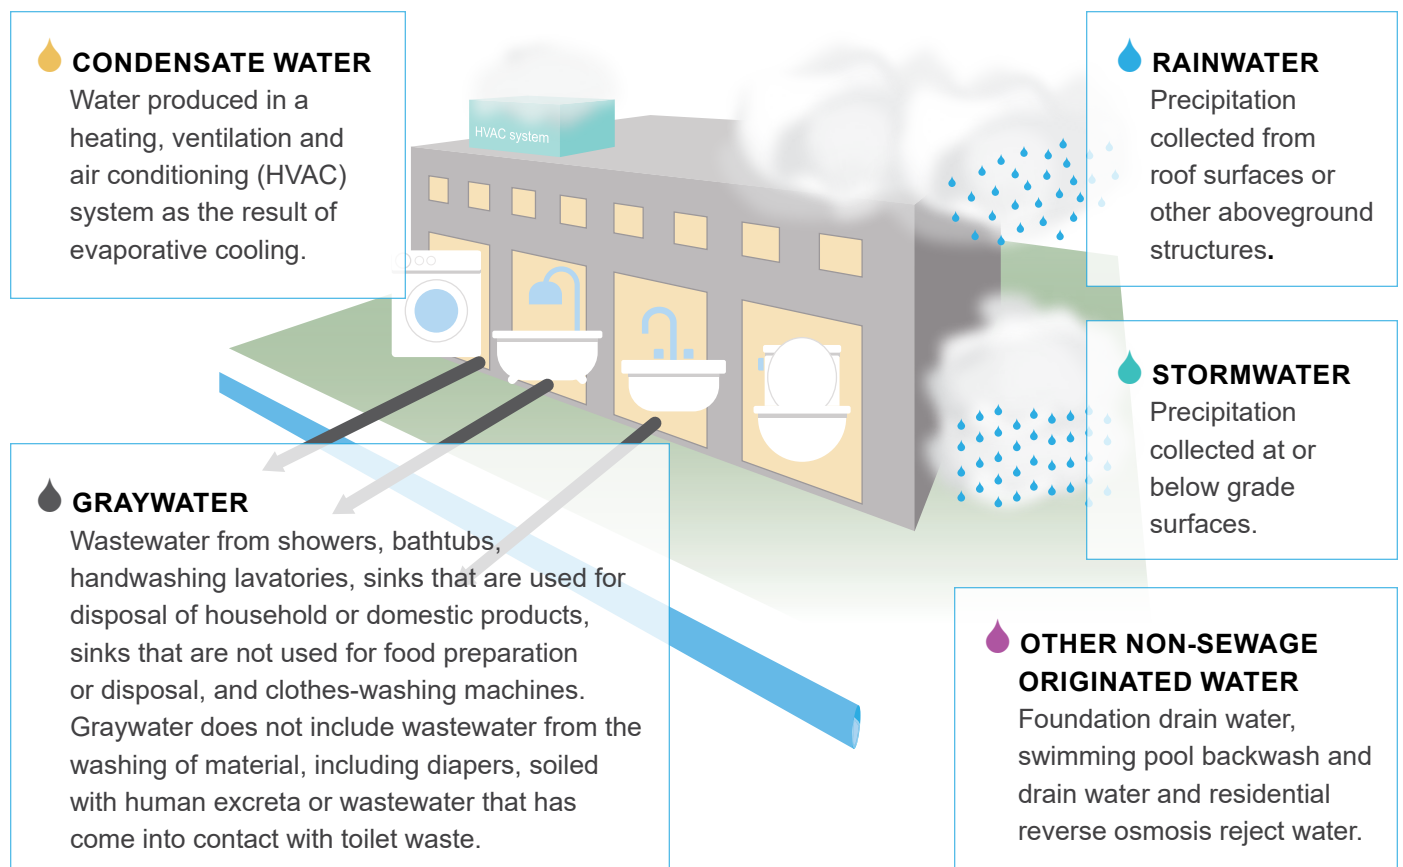 CONDENSATE WATER
Water produced in a
heating, ventilation and
air conditioning (HVAC)
system as the result of
evaporative cooling.
HVAC system
RAINWATER
Precipitation
collected from
roof surfaces or
other aboveground
structures.
STORMWATER
Precipitation
collected at or
below grade
surfaces.
GRAYWATER
Wastewater from showers, bathtubs,
handwashing lavatories, sinks that are used for
disposal of household or domestic products,
sinks that are not used for food preparation
or disposal, and clothes-washing machines.
Graywater does not include wastewater from the
washing of material, including diapers, soiled
with human excreta or wastewater that has
come into contact with toilet waste.
OTHER NON-SEWAGE
ORIGINATED WATER
Foundation drain water,
swimming pool backwash and
drain water and residential
reverse osmosis reject water.